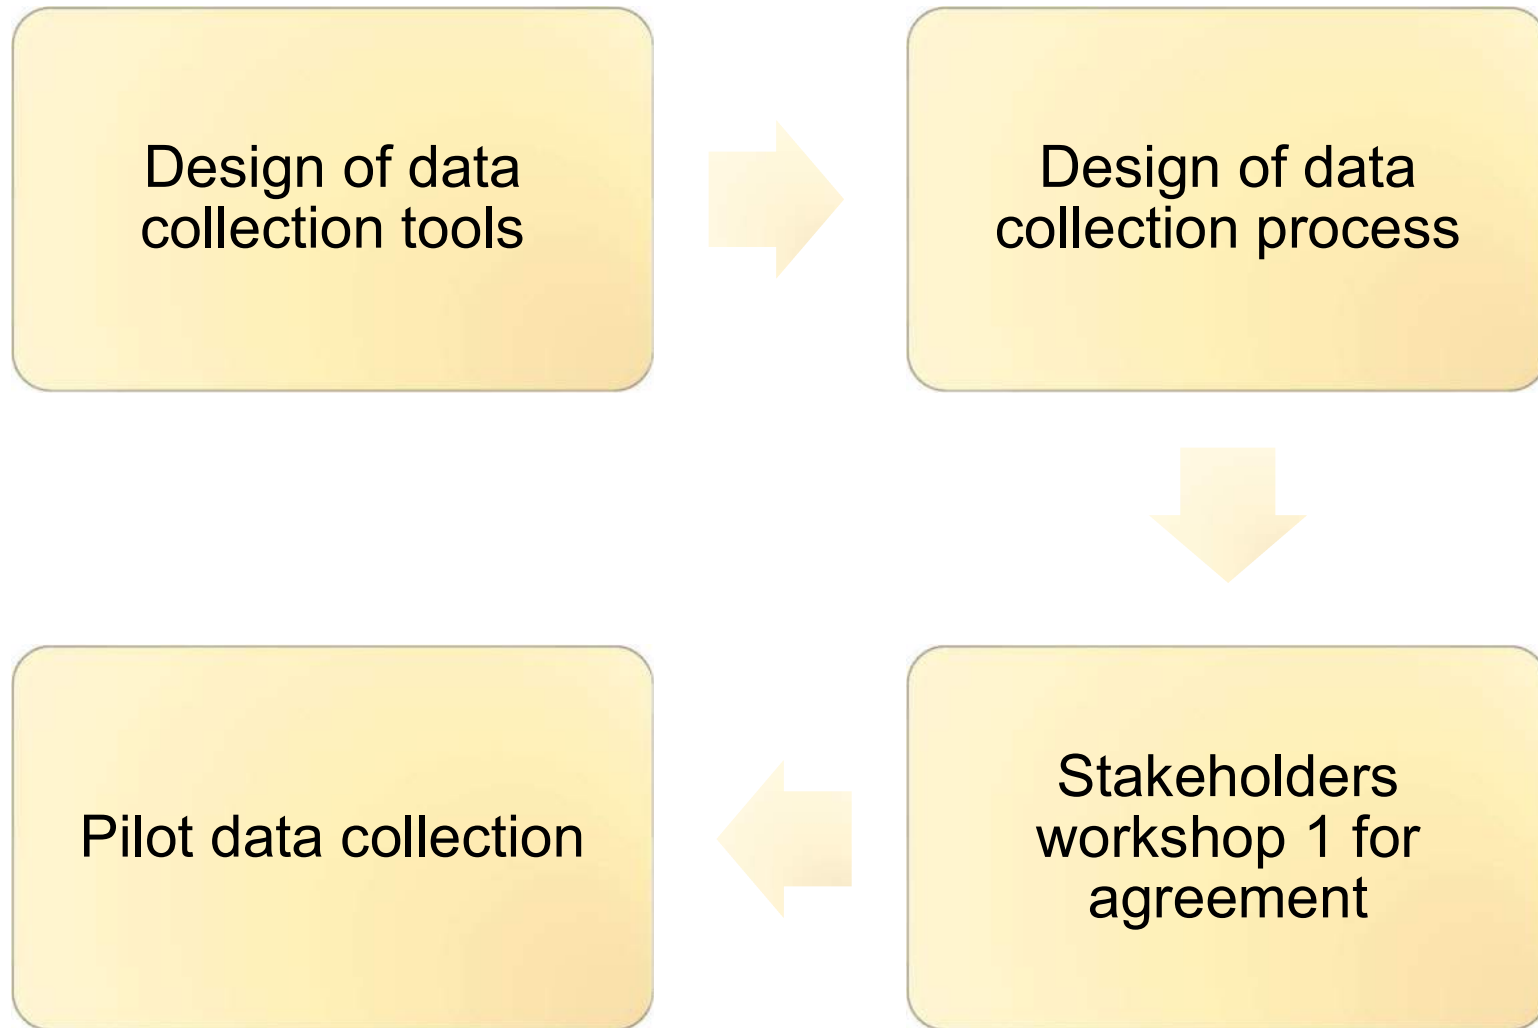 Design of data
collection tools
Design of data
collection process
Stakeholders
workshop 1 for
agreement
Pilot data collection